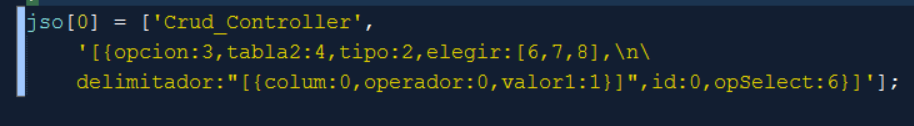 jso[0] = ['Crud_Controller',
'[{opcion:3,tabla2:4,tipo:2,elegir:[6,7,8],\n\
delimitador:"[{colum:0,operador:0,valor1:1}]",id:0,opSelect:6}]'];